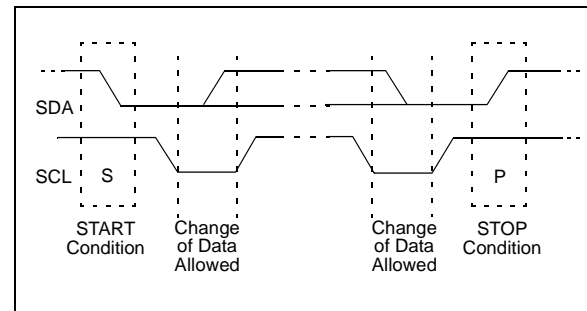 SDA
SCL
S
P
START
Condition
Change
of Data
Allowed
Change
of Data
Allowed
STOP
Condition